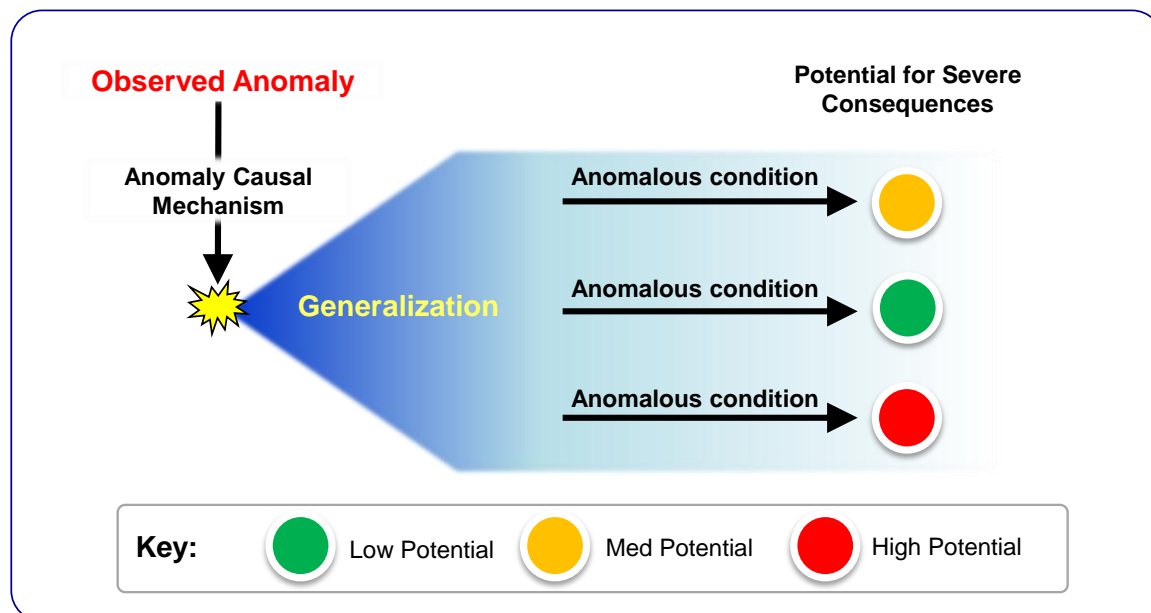 Observed Anomaly
Potential for Severe
Consequences
Anomaly Causal
Mechanism
Anomalous condition
Generalization
Anomalous condition
Anomalous condition
Key:
Low Potential
Med Potential
High Potential